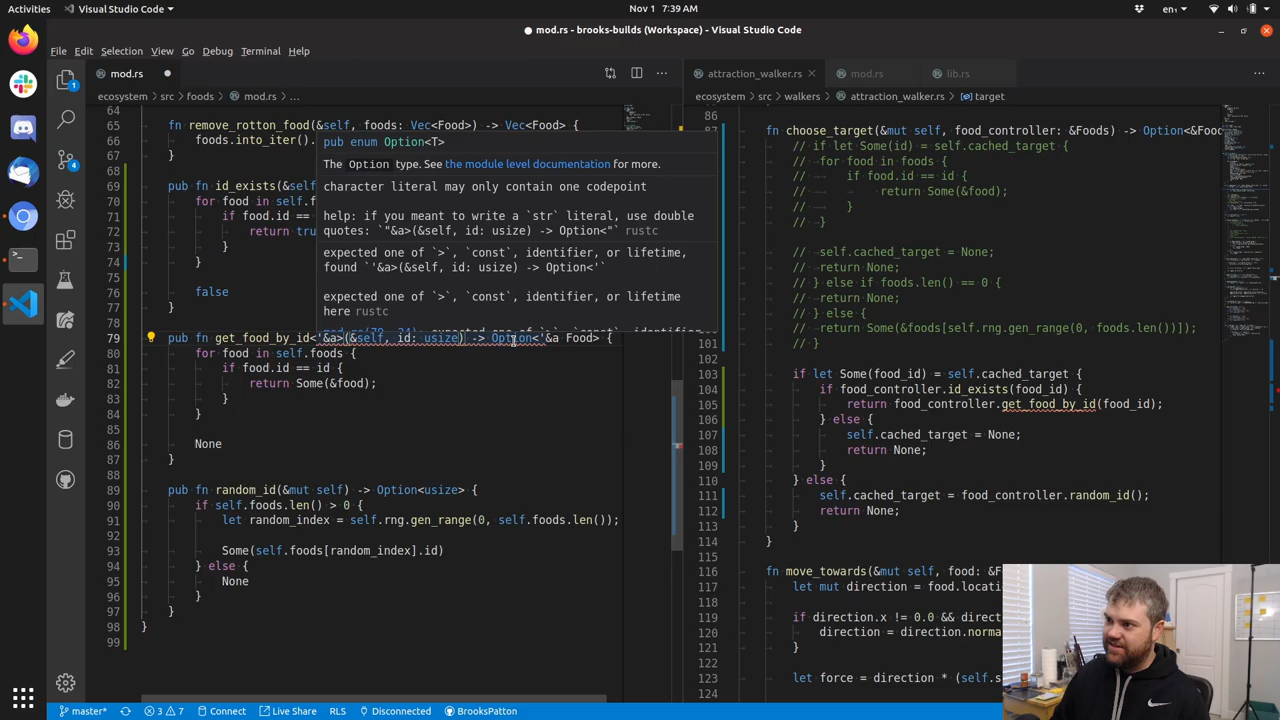 Activities
Visual Studio Code
Nov 1 7:39 AM
en₁
● mod.rs - brooks-builds (Workspace) - Visual Studio Code
File Edit Selection View Go Debug Terminal Help
mod.rs
ecosystem > src > foods > mod.rs > ...
64
65 fn remove_rotton_food(&self, foods: Vec<Food>) -> Vec<Food> {
66 foods.into_iter().
67 }
68
69 pub fn id_exists(&self
70 for food in self.f
71 if food.id ==
72 return tru
73 }
74 }
75
76 false
77 }
78
79 pub fn get_food_by_id<'&a>(&self, id: usize) -> Option<'&a Food> {
80 for food in self.foods {
81 if food.id == id {
82 return Some(&food);
83 }
84 }
85
86 None
87 }
88
89 pub fn random_id(&mut self) -> Option<usize> {
90 if self.foods.len() > 0 {
91 let random_index = self.rng.gen_range(0, self.foods.len());
92
93 Some(self.foods[random_index].id)
94 } else {
95 None
96 }
97 }
98 }
99
pub enum Option<T>
The Option type. See the module level documentation for more.
character literal may only contain one codepoint
help: if you meant to write a `str` literal, use double
quotes: `"&a>(&self, id: usize) -> Option<"` rustc
expected one of `>`, `const`, identifier, or lifetime,
found `'&a>(&self, id: usize) -> Option<'`
expected one of `>`, `const`, identifier, or lifetime
here rustc
attraction_walker.rs
mod.rs
lib.rs
ecosystem > src > walkers > attraction_walker.rs > target
86
87 fn choose_target(&mut self, food_controller: &Foods) -> Option<&Foo
// if let Some(id) = self.cached_target {
// for food in foods {
// if food.id == id {
// return Some(&food);
// }
// }
// self.cached_target = None;
// return None;
// } else if foods.len() == 0 {
// return None;
// } else {
// return Some(&foods[self.rng.gen_range(0, foods.len())]);
101 // }
102
103 if let Some(food_id) = self.cached_target {
104 if food_controller.id_exists(food_id) {
105 return food_controller.get_food_by_id(food_id);
106 } else {
107 self.cached_target = None;
108 return None;
109 }
110 } else {
111 self.cached_target = food_controller.random_id();
112 return None;
113 }
114 }
115
116 fn move_towards(&mut self, food: &F
117 let mut direction = food.locatio
118
119 if direction.x != 0.0 && directi
120 direction = direction.norma
121 }
122
123 let force = direction * (self.s
124
master*
3 7
Connect
Live Share
RLS
Disconnected
BrooksPatton